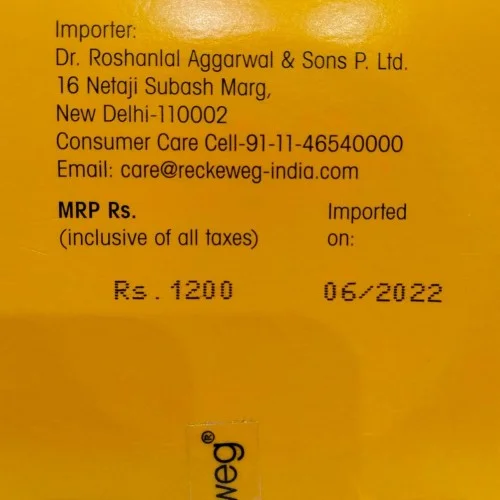 Importer:
Dr. Roshanlal Aggarwal & Sons P. Ltd.
16 Netaji Subash Marg,
New Delhi-110002
Consumer Care Cell-91-11-46540000
Email: care@reckeweg-india.com
MRP Rs. Imported
(inclusive of all taxes) on:
Rs. 1200 06/2022
weg®